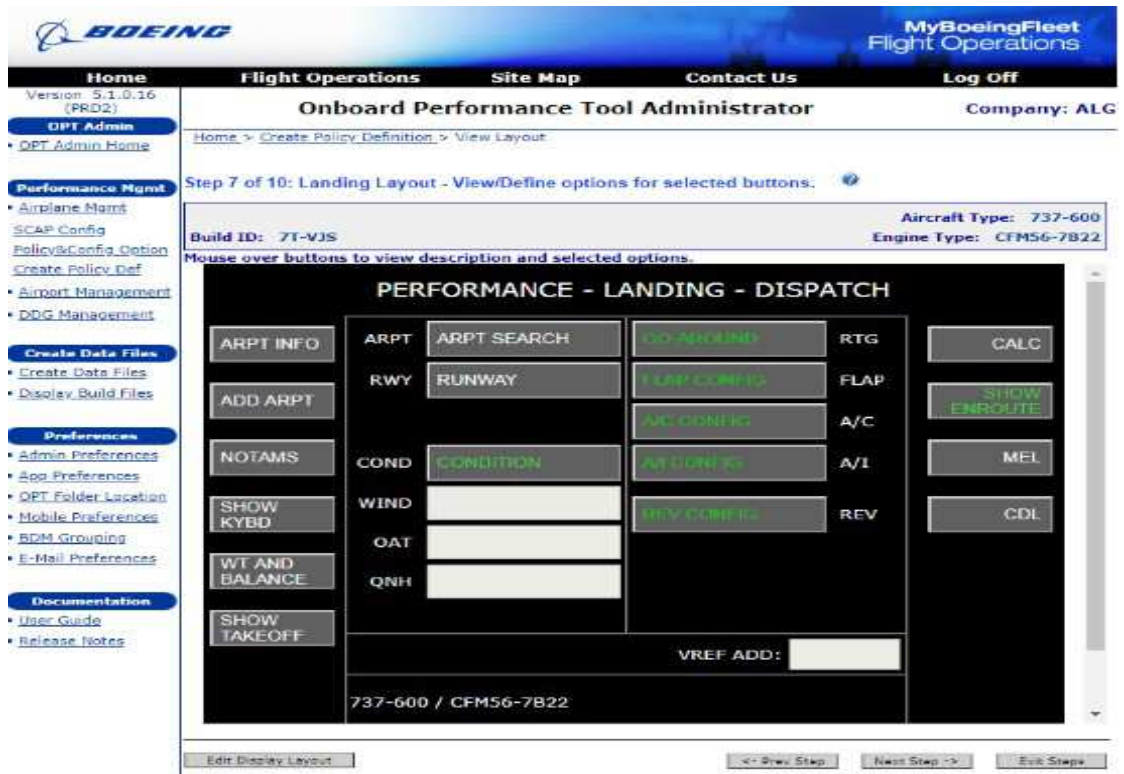 BOEING
MyBoeingFleet
Flight Operations
Home Flight Operations Site Map Contact Us Log Off
Version 5.1.0.16
(PRD2)
Onboard Performance Tool Administrator
Company: ALG
OPT Admin
OPT Admin Home
Home > Create Policy Definition > View Layout
Performance Mgmt
Airplane Mgmt
SCAP Config
Policy&Config Option
Create Policy Def
Airport Management
DDG Management
Create Data Files
Create Data Files
Display Build Files
Preferences
Admin Preferences
App Preferences
OPT Folder Location
Mobile Preferences
BDM Grouping
E-Mail Preferences
Documentation
User Guide
Release Notes
Step 7 of 10: Landing Layout - View/Define options for selected buttons.
Aircraft Type: 737-600
Build ID: 7T-VJS
Engine Type: CFM56-7B22
Mouse over buttons to view description and selected options.
PERFORMANCE - LANDING - DISPATCH
ARPT INFO
ADD ARPT
NOTAMS
SHOW
KYBD
WT AND
BALANCE
SHOW
TAKEOFF
ARPT ARPT SEARCH
RWY RUNWAY
COND CONDITION
WIND
OAT
QNH
GO-AROUND RTG
FLAP CONFIG FLAP
A/C CONFIG A/C
A/I CONFIG A/I
REV CONFIG REV
CALC
SHOW
ENROUTE
MEL
CDL
VREF ADD:
737-600 / CFM56-7B22
Edit Display Layout
<- Prev Step
Next Step ->
Exit Steps